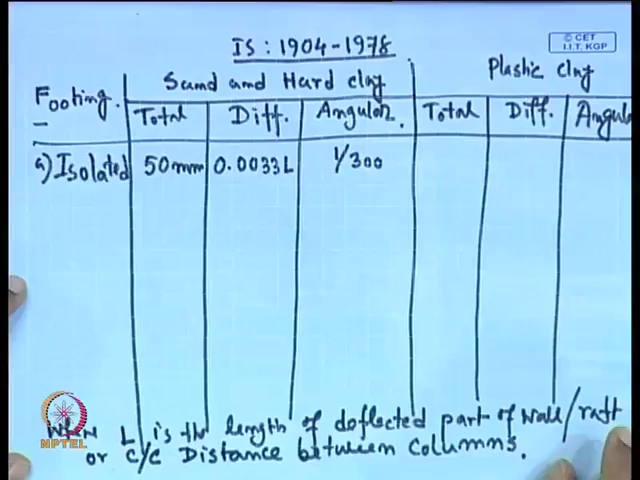 IS : 1904-1978
© CET
I.I.T. KGP
Footing. Sand and Hard clay Plastic clay
Total Diff. Angular. Total Diff. Angula
a) Isolated 50mm 0.0033L 1/300
L is the length of deflected part of wall/raft
or c/c Distance between columns.
NPTEL